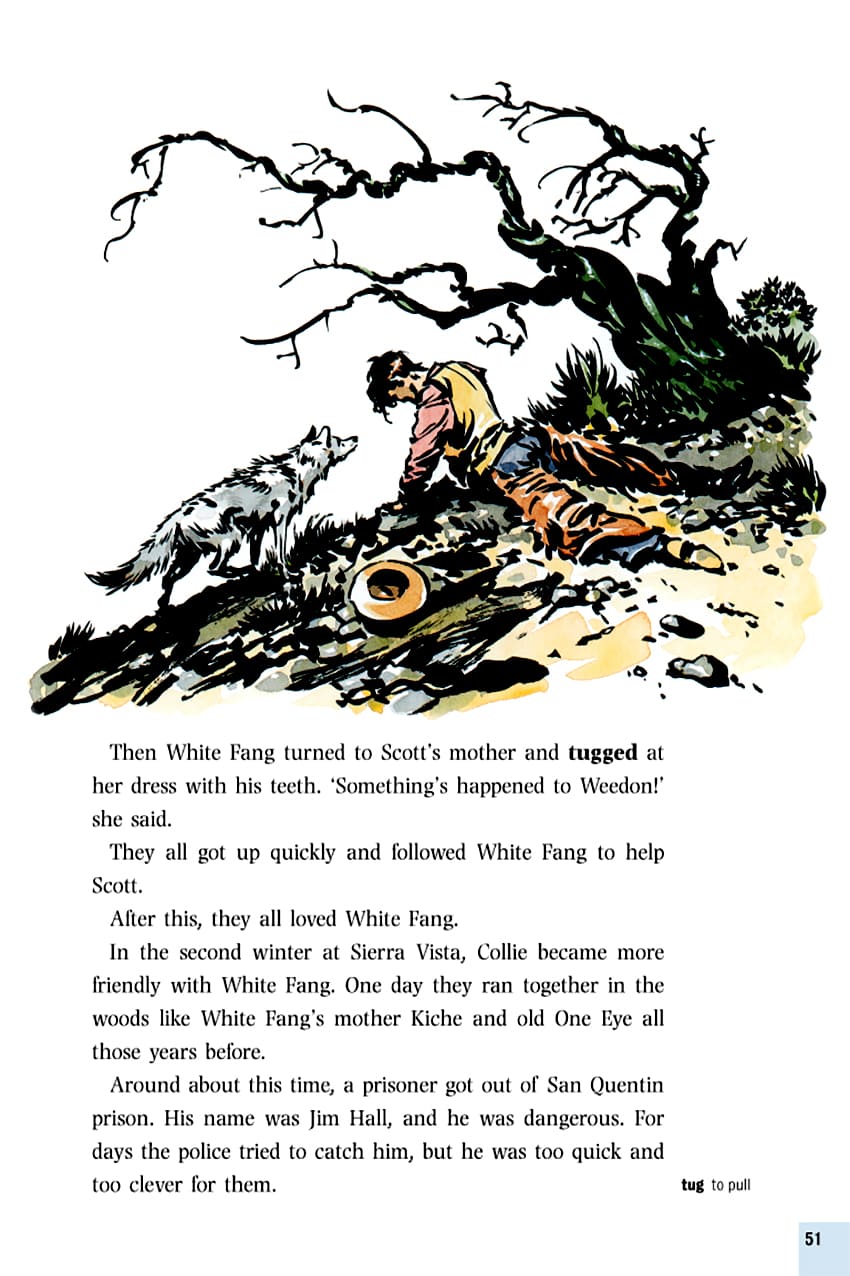 Then White Fang turned to Scott's mother and tugged at
her dress with his teeth. ‘Something's happened to Weedon!’
she said.
They all got up quickly and followed White Fang to help
Scott.
After this, they all loved White Fang.
In the second winter at Sierra Vista, Collie became more
friendly with White Fang. One day they ran together in the
woods like White Fang's mother Kiche and old One Eye all
those years before.
Around about this time, a prisoner got out of San Quentin
prison. His name was Jim Hall, and he was dangerous. For
days the police tried to catch him, but he was too quick and
too clever for them.
tug to pull
51